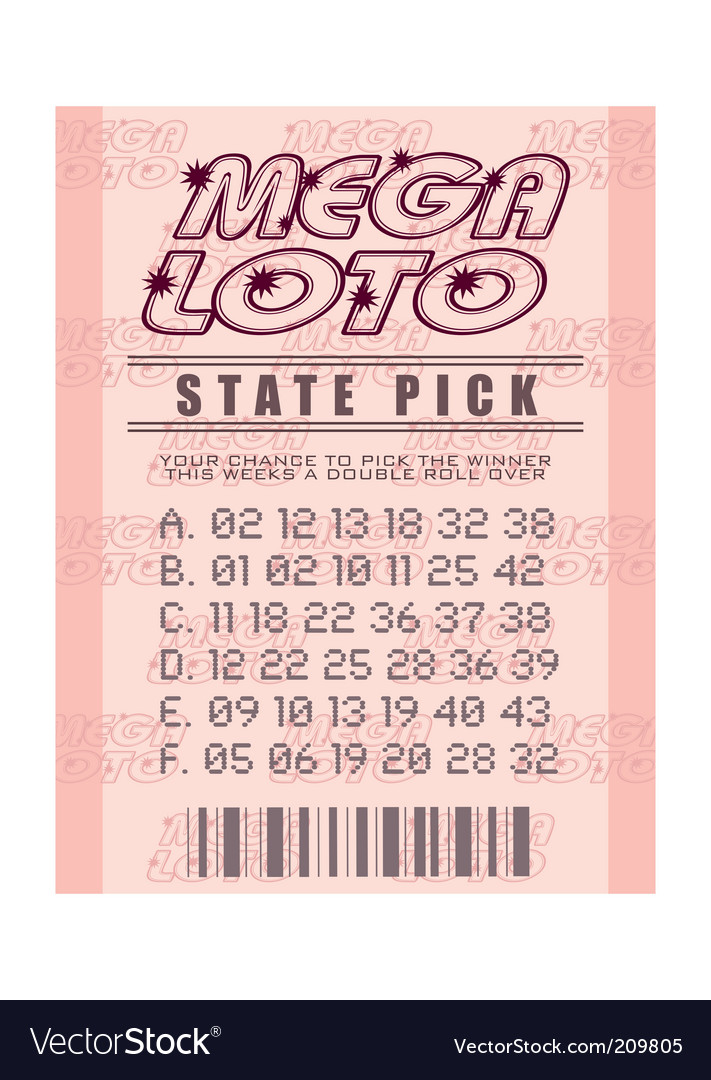 MEGA
LOTO
STATE PICK
YOUR CHANCE TO PICK THE WINNER
THIS WEEKS A DOUBLE ROLL OVER
A. 02 12 13 18 32 38
B. 01 02 10 11 25 42
C. 11 18 22 36 37 38
D. 12 22 25 28 36 39
E. 09 10 13 19 40 43
F. 05 06 19 20 28 32
VectorStock®
VectorStock.com/209805